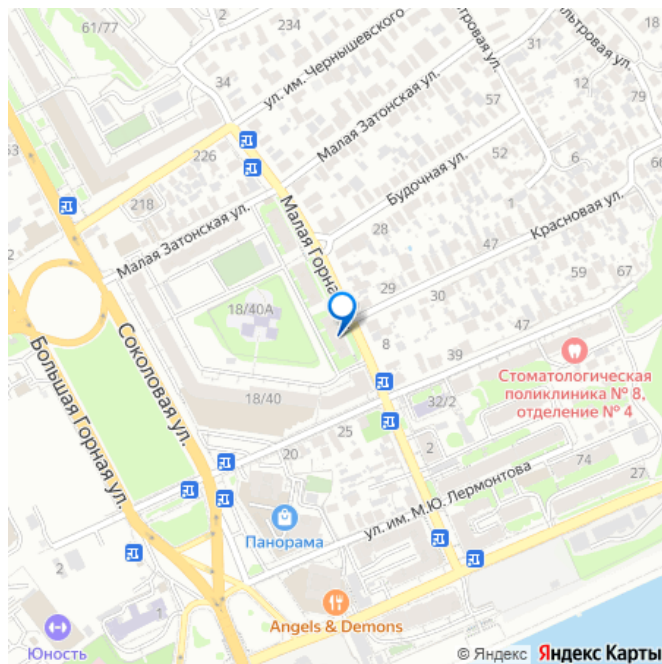 61/77
234
ул. им. Чернышевского
31
18
34
12
57
79
Малая Затонская ул.
226
52
6
66
Будочная ул.
218
1
28
Малая Затонская ул.
Малая Горна
47
Красновая ул.
59
67
29
30
18/40А
8
47
39
Соколовая ул.
Большая Горная ул.
18/40
32/2
Стоматологическая
поликлиника № 8,
отделение № 4
25
2
20
74
27
ул. им. М.Ю. Лермонтова
Панорама
2
1
Angels & Demons
Юность
© Яндекс Яндекс Карты